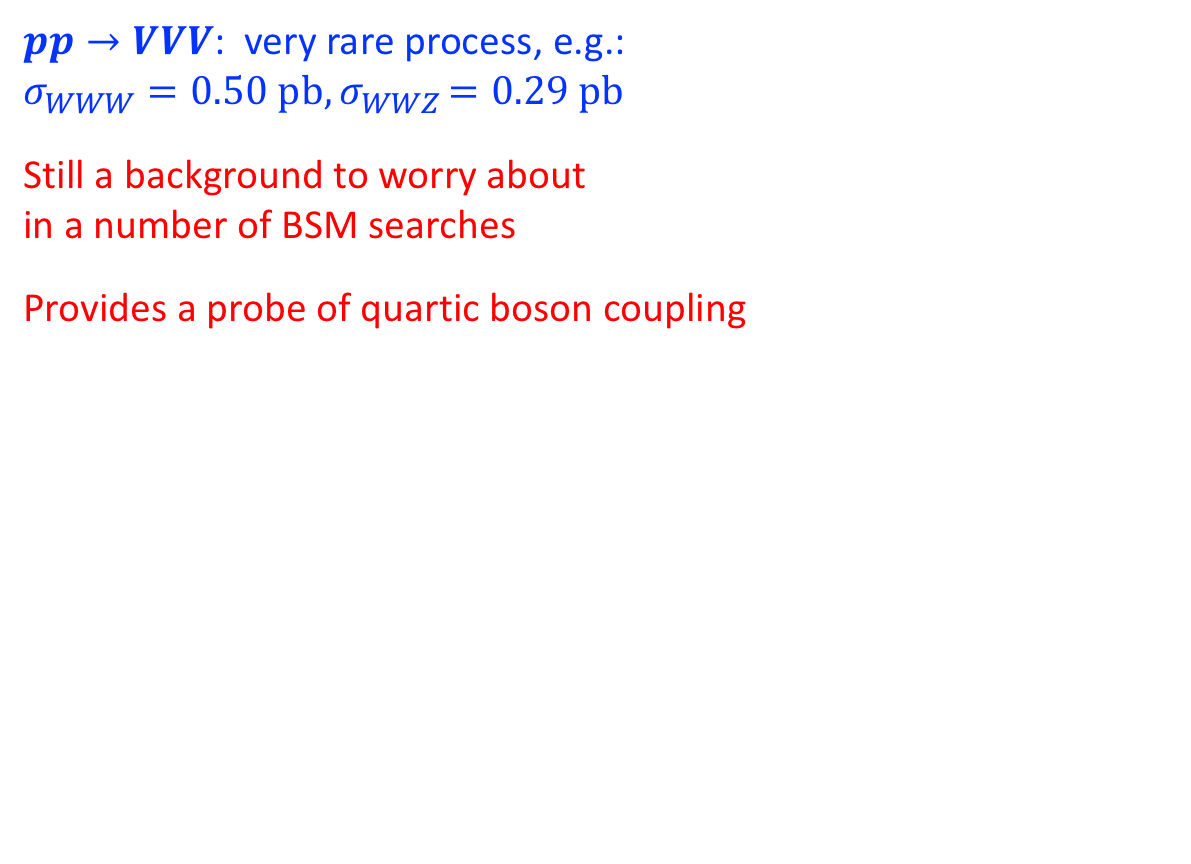 pp → VVV: very rare process, e.g.:
σ_WWW = 0.50 pb, σ_WWZ = 0.29 pb
Still a background to worry about
in a number of BSM searches
Provides a probe of quartic boson coupling